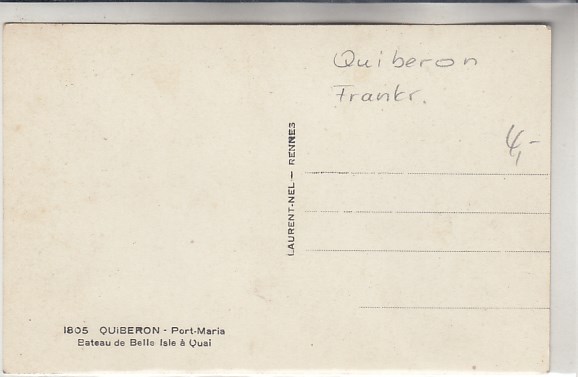 Quiberon
Frankr.
4,-
LAURENT-NEL — RENNES
1805 QUiBERON - Port-Maria
Bateau de Belle Isle à Quai